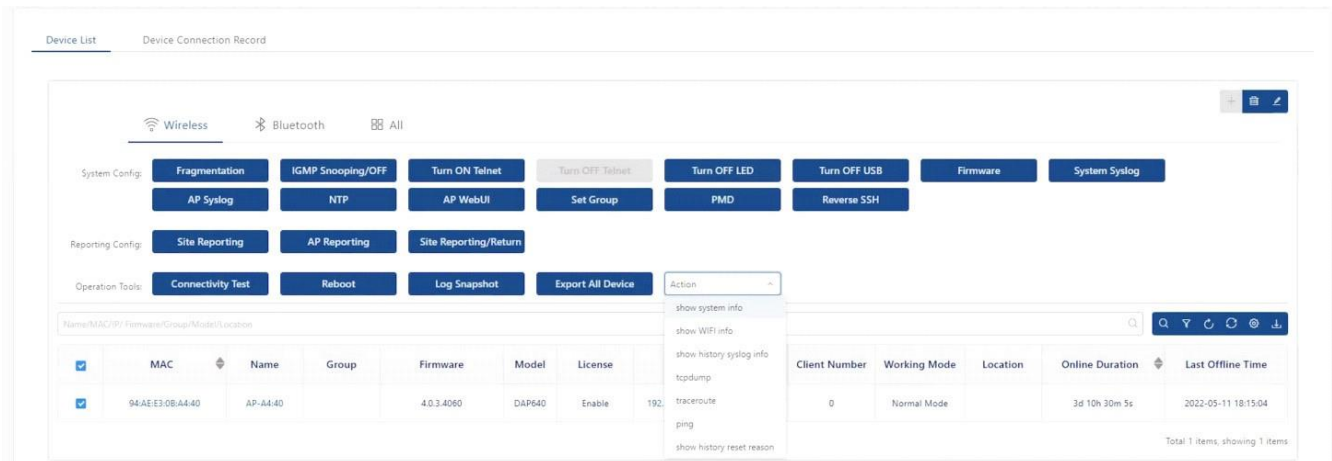 Device List Device Connection Record
Wireless Bluetooth All
System Config: Fragmentation IGMP Snooping/OFF Turn ON Telnet Turn OFF Telnet Turn OFF LED Turn OFF USB Firmware System Syslog
AP Syslog NTP AP WebUI Set Group PMD Reverse SSH
Reporting Config: Site Reporting AP Reporting Site Reporting/Return
Operation Tools: Connectivity Test Reboot Log Snapshot Export All Device Action
show system info
Name/MAC/IP/ Firmware/Group/Model/Location
show WIFI info
show history syslog info
MAC Name Group Firmware Model License Client Number Working Mode Location Online Duration Last Offline Time
tcpdump
94:AE:E3:0B:A4:40 AP-A4:40 4.0.3.4060 DAP640 Enable 192. traceroute 0 Normal Mode 3d 10h 30m 5s 2022-05-11 18:15:04
ping
Total 1 items, showing 1 items
show history reset reason